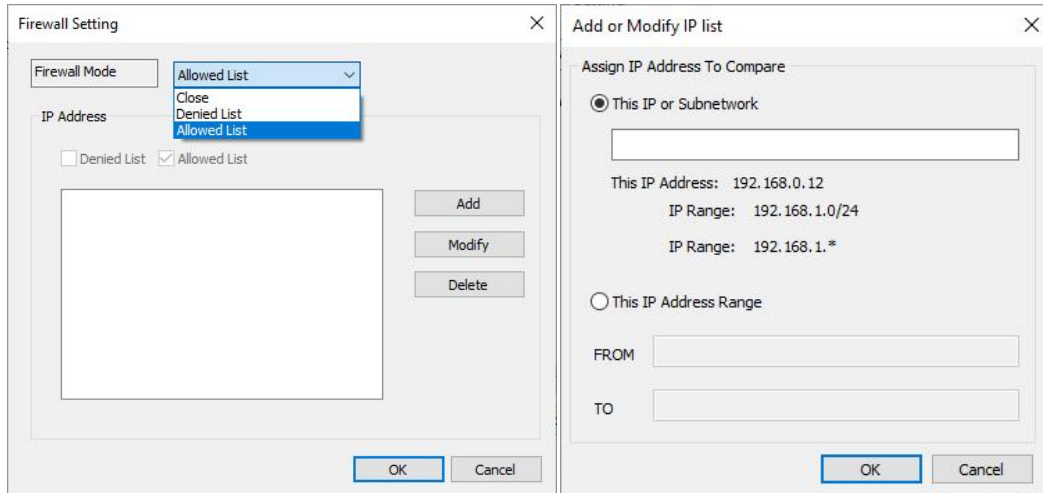 Firewall Setting
Firewall Mode
Allowed List
Close
Denied List
Allowed List
IP Address
Denied List
Allowed List
Add
Modify
Delete
OK
Cancel
Add or Modify IP list
Assign IP Address To Compare
This IP or Subnetwork
This IP Address: 192.168.0.12
IP Range: 192.168.1.0/24
IP Range: 192.168.1.*
This IP Address Range
FROM
TO
OK
Cancel